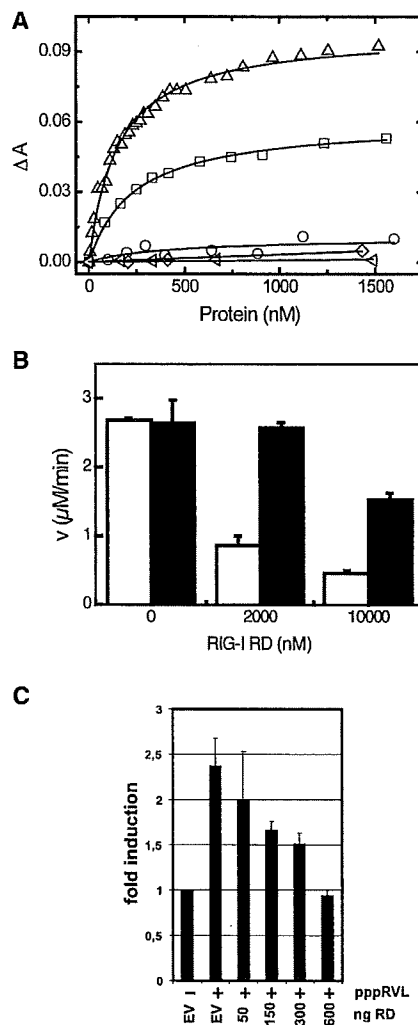 A
0.09
0.06
0.03
0.00
ΔA
0 500 1000 1500
Protein (nM)
B
3
2
1
0
v (µM/min)
0 2000 10000
RIG-I RD (nM)
C
3
2,5
2
1,5
1
0,5
0
fold induction
– + + + + + pppRVL
EV EV 50 150 300 600 ng RD